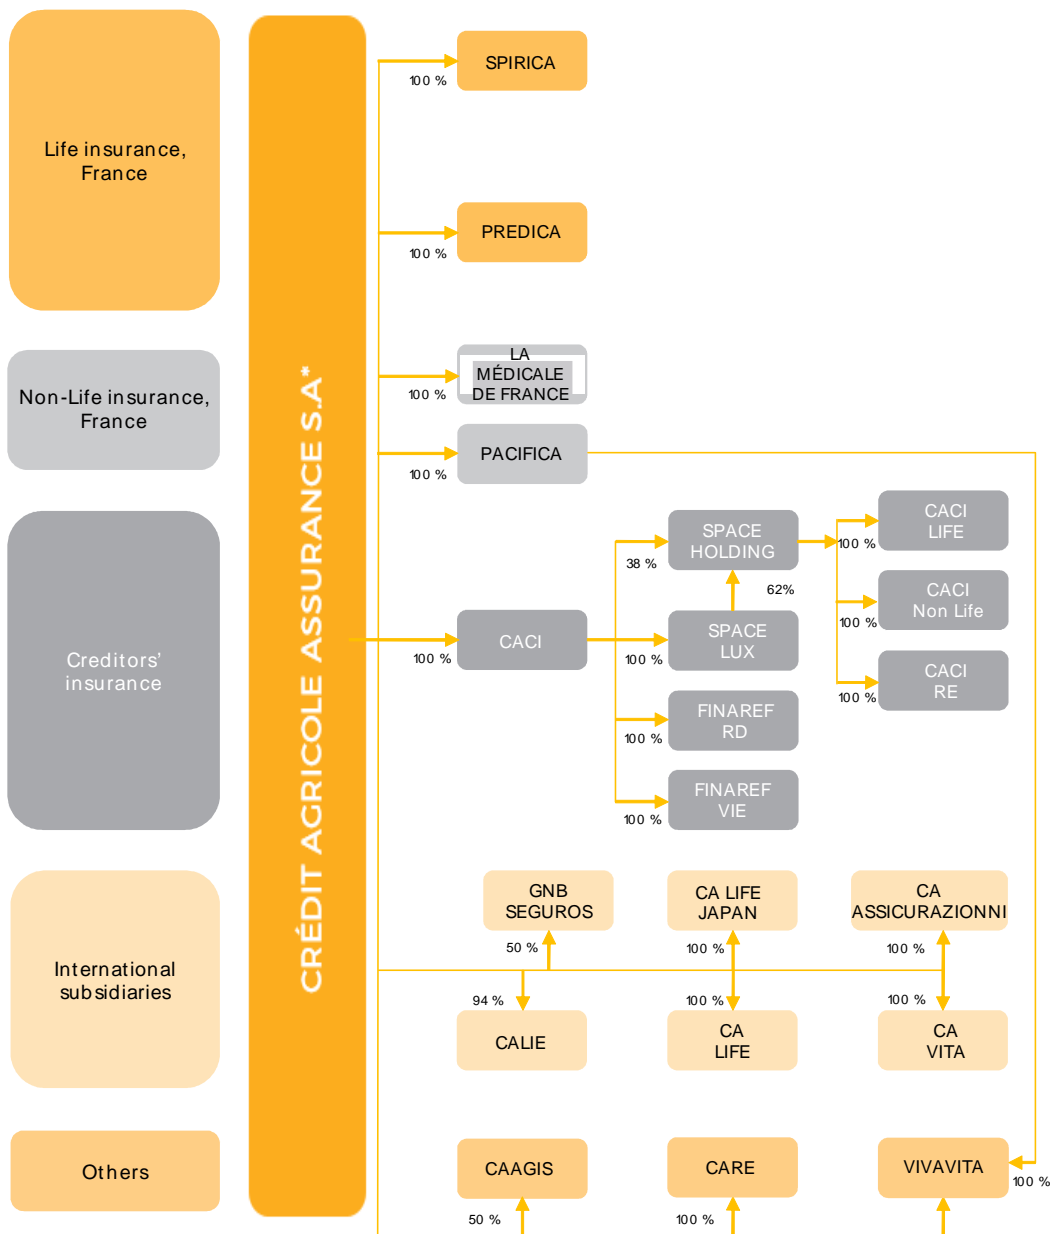 Life insurance,
France
CRÉDIT AGRICOLE ASSURANCE S.A*
SPIRICA
100 %
PREDICA
100 %
Non-Life insurance,
France
LA
MÉDICALE
DE FRANCE
100 %
PACIFICA
100 %
Creditors'
insurance
CACI
100 %
SPACE
HOLDING
38 %
62%
SPACE
LUX
100 %
FINAREF
RD
100 %
FINAREF
VIE
100 %
CACI
LIFE
100 %
CACI
Non Life
100 %
CACI
RE
100 %
International
subsidiaries
GNB
SEGUROS
50 %
CA LIFE
JAPAN
100 %
CA
ASSICURAZIONNI
100 %
94 %
CALIE
100 %
CA
LIFE
100 %
CA
VITA
Others
CAAGIS
50 %
CARE
100 %
VIVAVITA
100 %